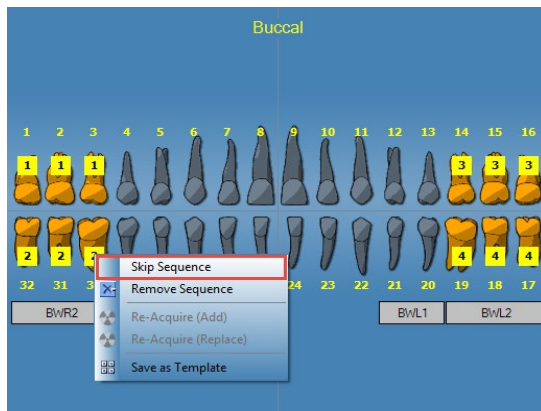 Buccal
1 2 3 4 5 6 7 8 9 10 11 12 13 14 15 16
1 1 1 3 3 3
2 2 2 4 4 4
32 31 3 24 23 22 21 20 19 18 17
BWR2 BWL1 BWL2
Skip Sequence
Remove Sequence
Re-Acquire (Add)
Re-Acquire (Replace)
Save as Template